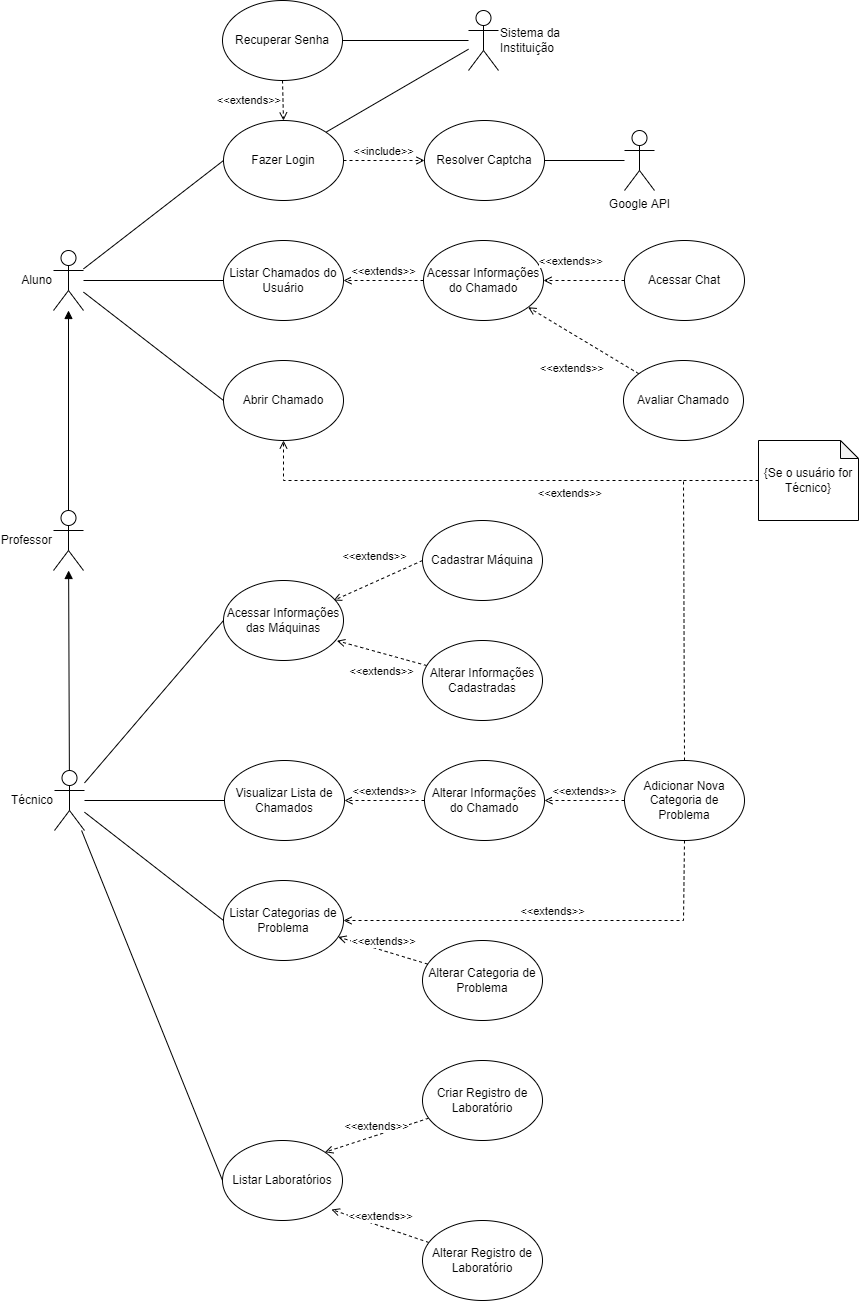 Recuperar Senha
Sistema da
Instituição
<<extends>>
Fazer Login
<<include>>
Resolver Captcha
Google API
Aluno
Listar Chamados do
Usuário
<<extends>>
Acessar Informações
do Chamado
<<extends>>
Acessar Chat
<<extends>>
Abrir Chamado
Avaliar Chamado
{Se o usuário for
Técnico}
<<extends>>
Professor
<<extends>>
Cadastrar Máquina
Acessar Informações
das Máquinas
<<extends>>
Alterar Informações
Cadastradas
Técnico
Visualizar Lista de
Chamados
<<extends>>
Alterar Informações
do Chamado
<<extends>>
Adicionar Nova
Categoria de
Problema
Listar Categorias de
Problema
<<extends>>
<<extends>>
Alterar Categoria de
Problema
Criar Registro de
Laboratório
<<extends>>
Listar Laboratórios
<<extends>>
Alterar Registro de
Laboratório